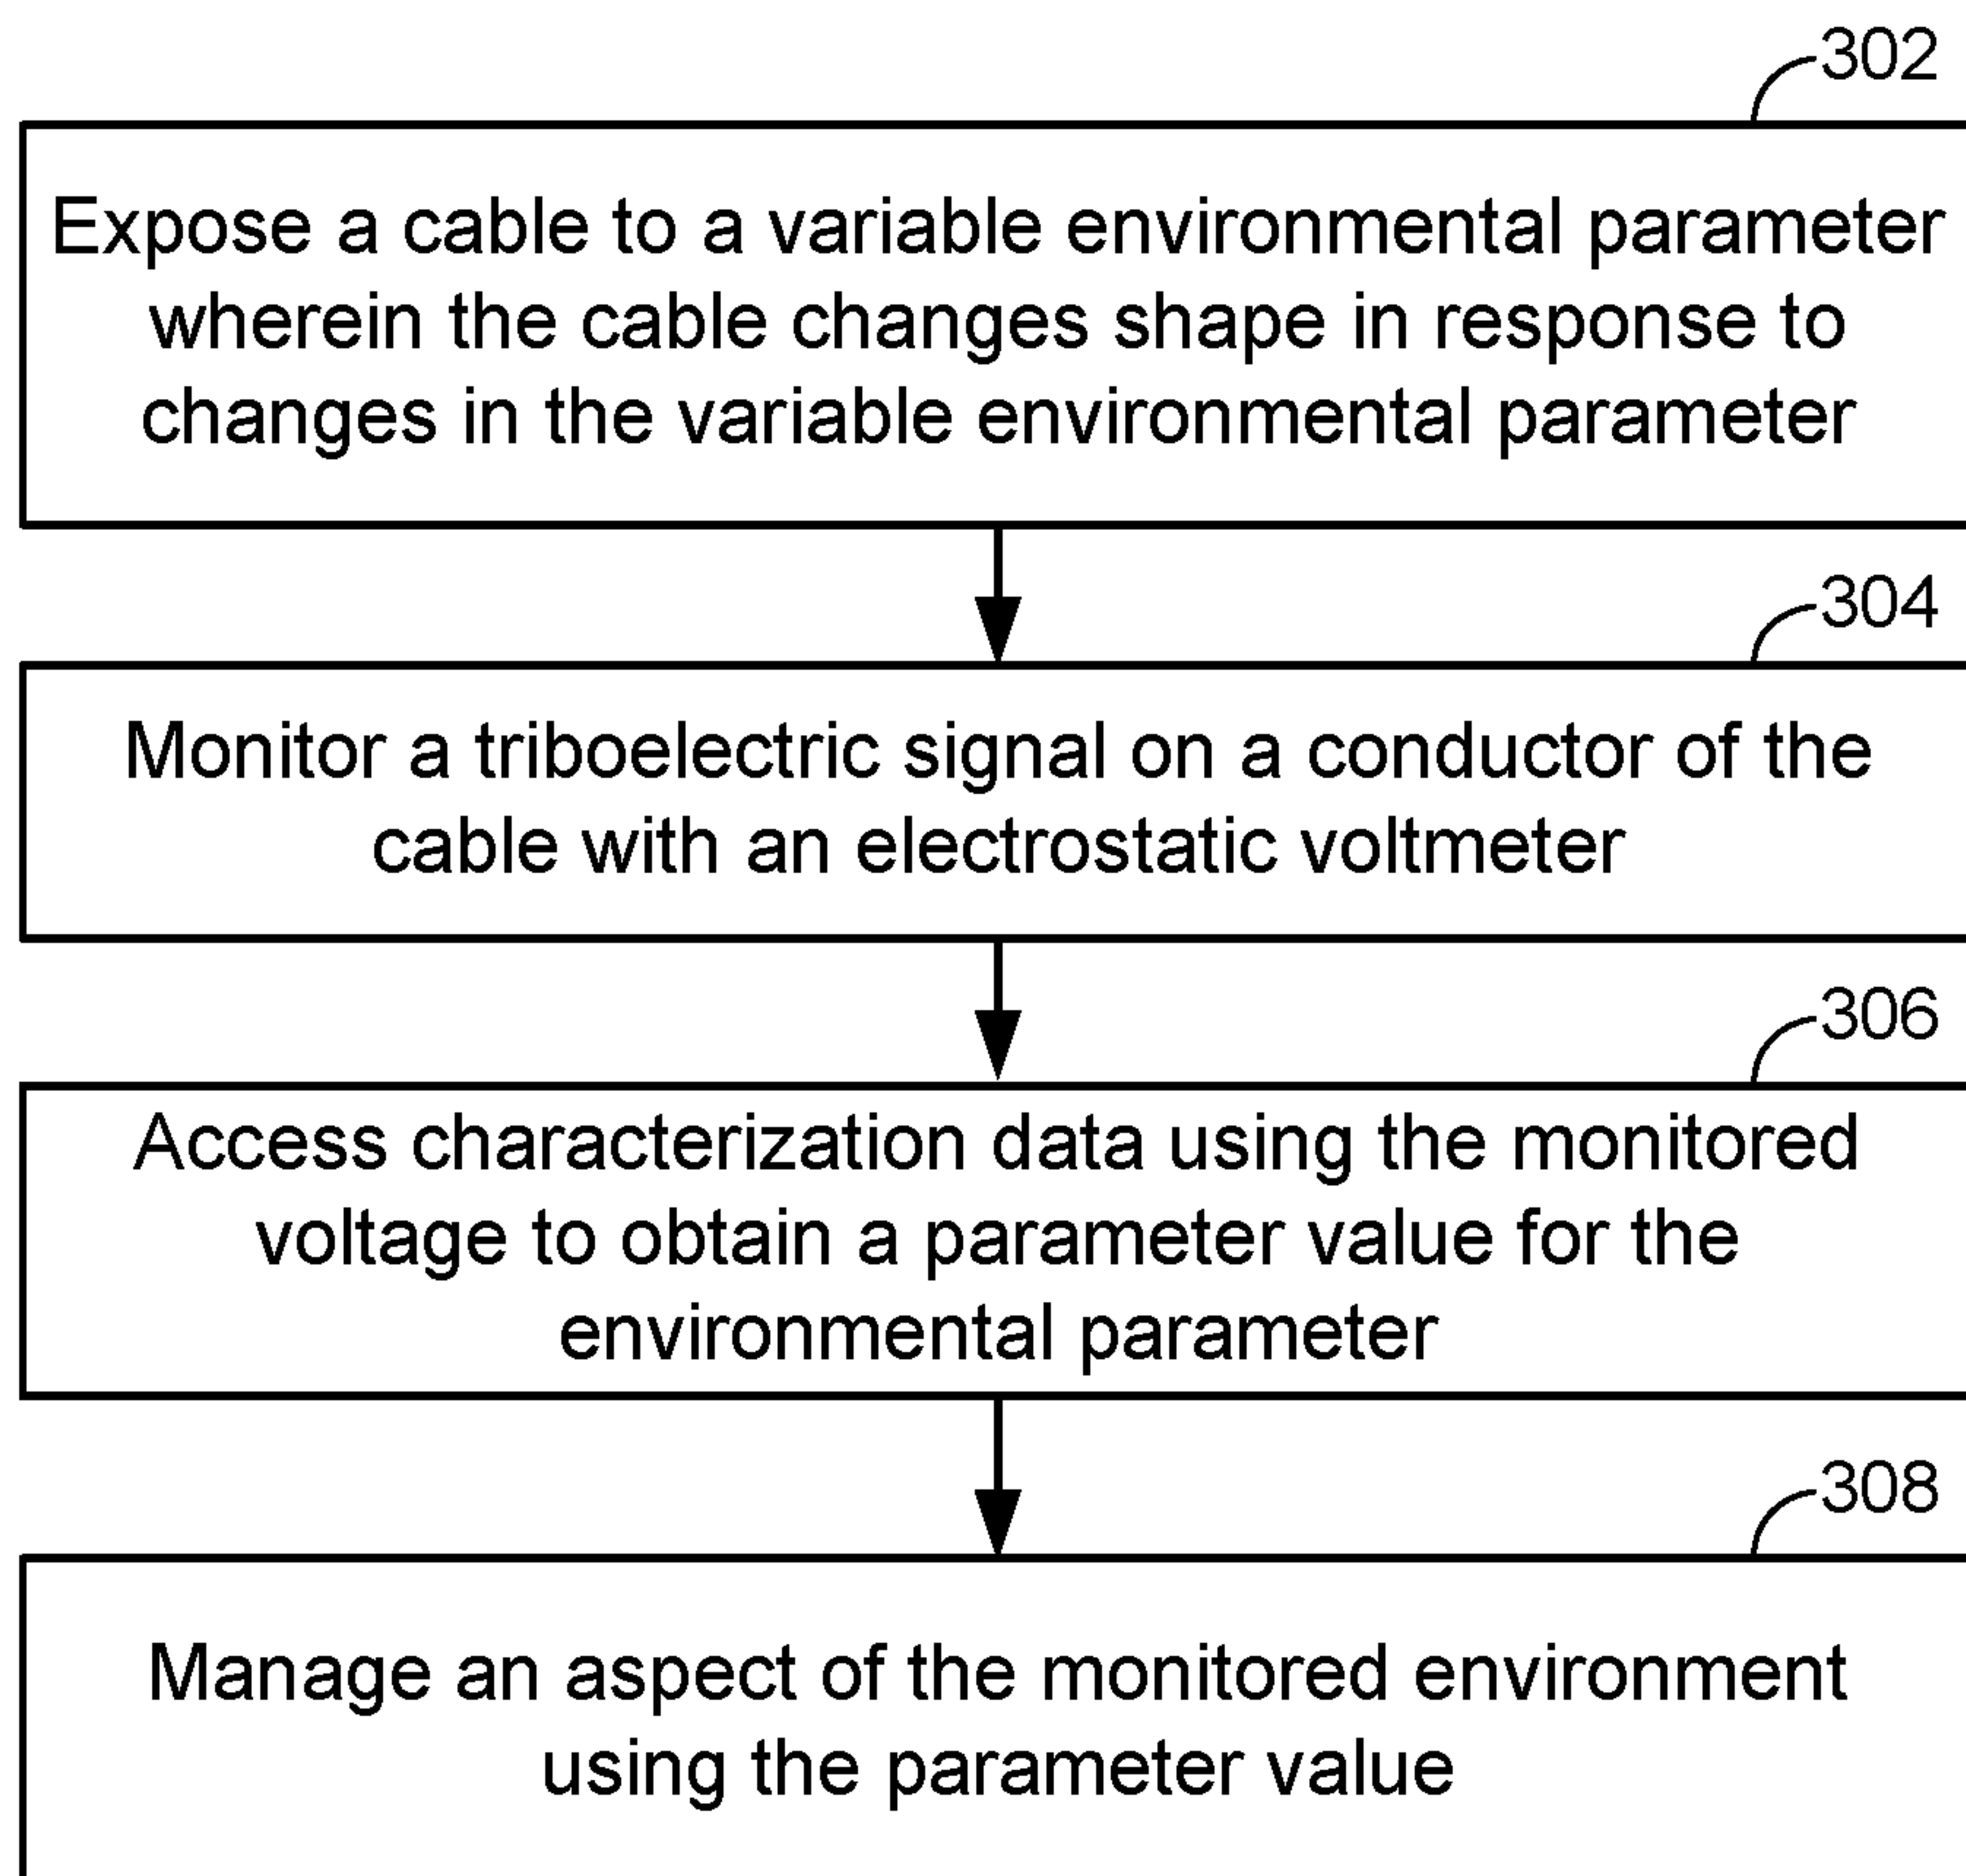 302
Expose a cable to a variable environmental parameter
wherein the cable changes shape in response to
changes in the variable environmental parameter
304
Monitor a triboelectric signal on a conductor of the
cable with an electrostatic voltmeter
306
Access characterization data using the monitored
voltage to obtain a parameter value for the
environmental parameter
308
Manage an aspect of the monitored environment
using the parameter value